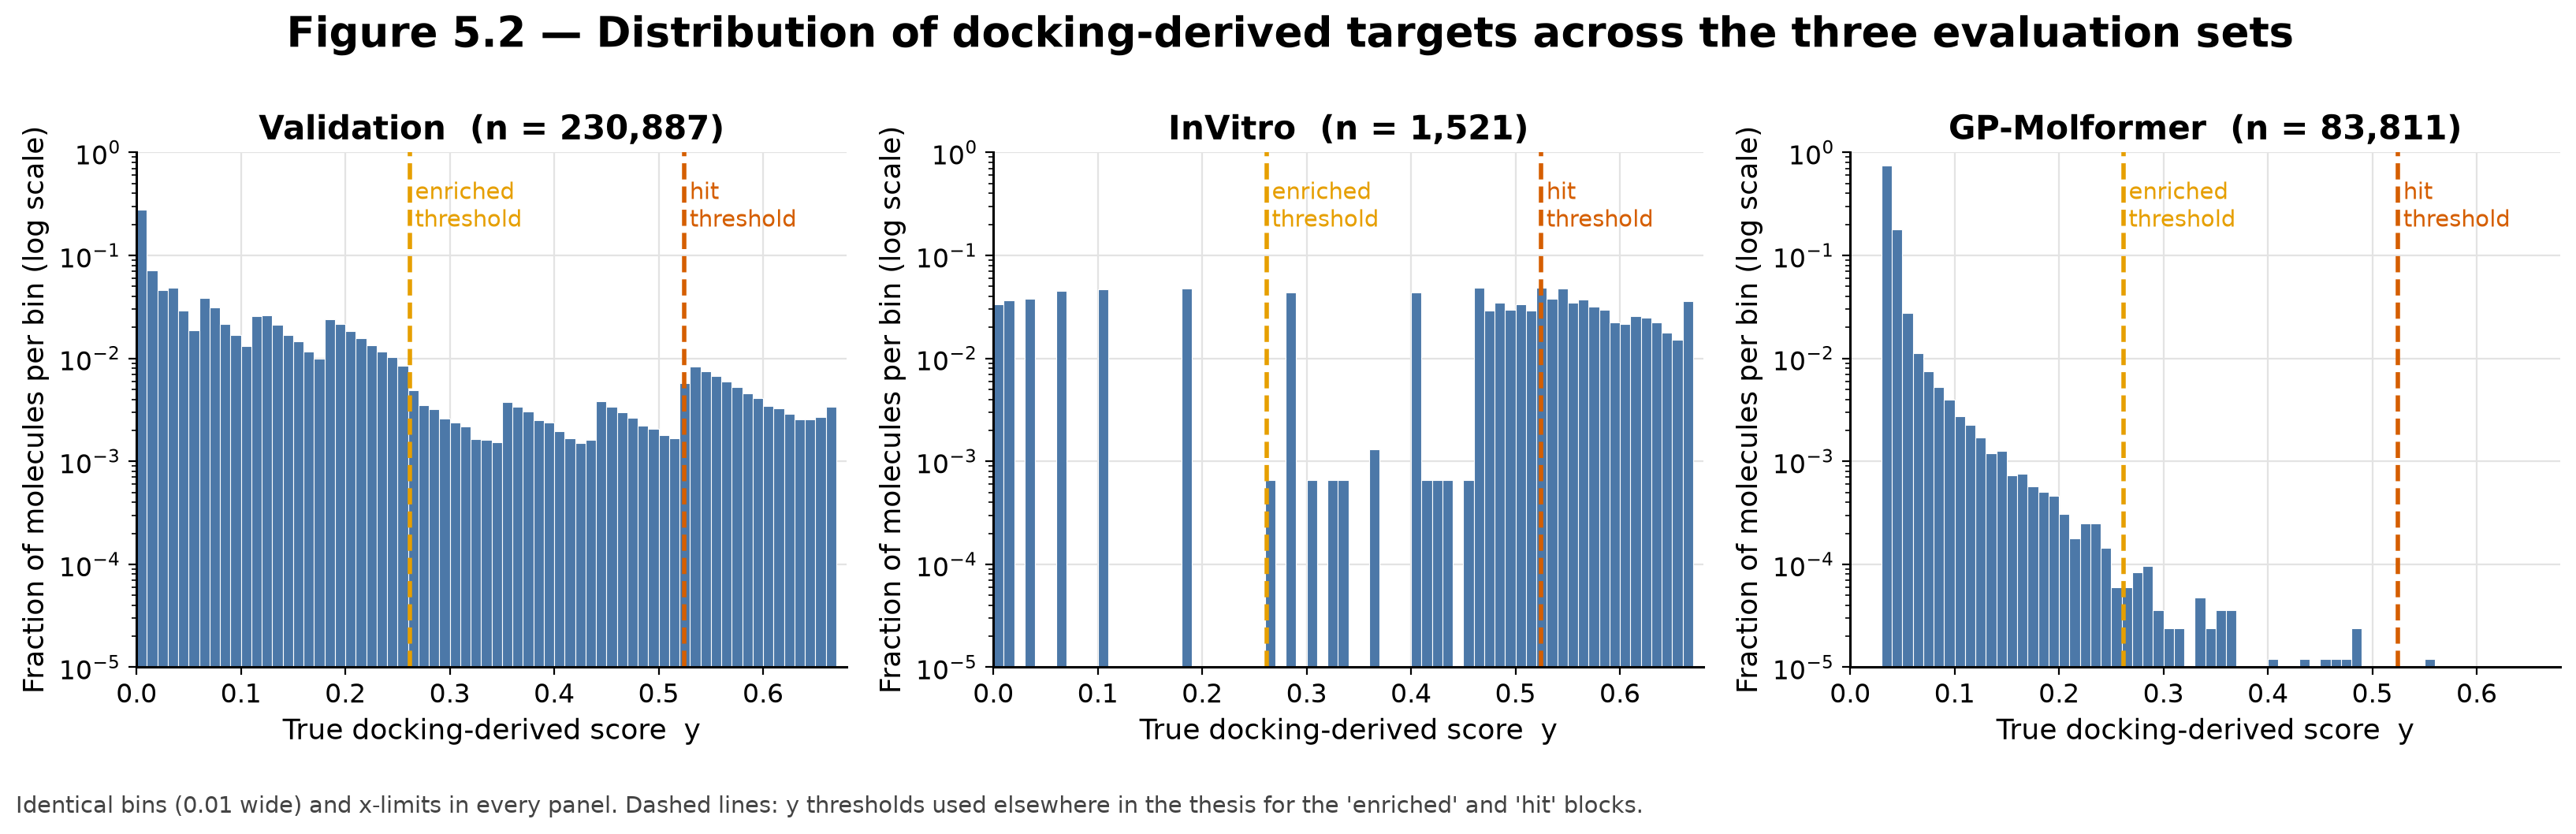 Figure 5.2 — Distribution of docking-derived targets across the three evaluation sets
Validation (n = 230,887)
Fraction of molecules per bin (log scale)
10⁰
10⁻¹
10⁻²
10⁻³
10⁻⁴
10⁻⁵
enriched
threshold
hit
threshold
0.0 0.1 0.2 0.3 0.4 0.5 0.6
True docking-derived score y
InVitro (n = 1,521)
Fraction of molecules per bin (log scale)
10⁰
10⁻¹
10⁻²
10⁻³
10⁻⁴
10⁻⁵
enriched
threshold
hit
threshold
0.0 0.1 0.2 0.3 0.4 0.5 0.6
True docking-derived score y
GP-Molformer (n = 83,811)
Fraction of molecules per bin (log scale)
10⁰
10⁻¹
10⁻²
10⁻³
10⁻⁴
10⁻⁵
enriched
threshold
hit
threshold
0.0 0.1 0.2 0.3 0.4 0.5 0.6
True docking-derived score y
Identical bins (0.01 wide) and x-limits in every panel. Dashed lines: y thresholds used elsewhere in the thesis for the 'enriched' and 'hit' blocks.